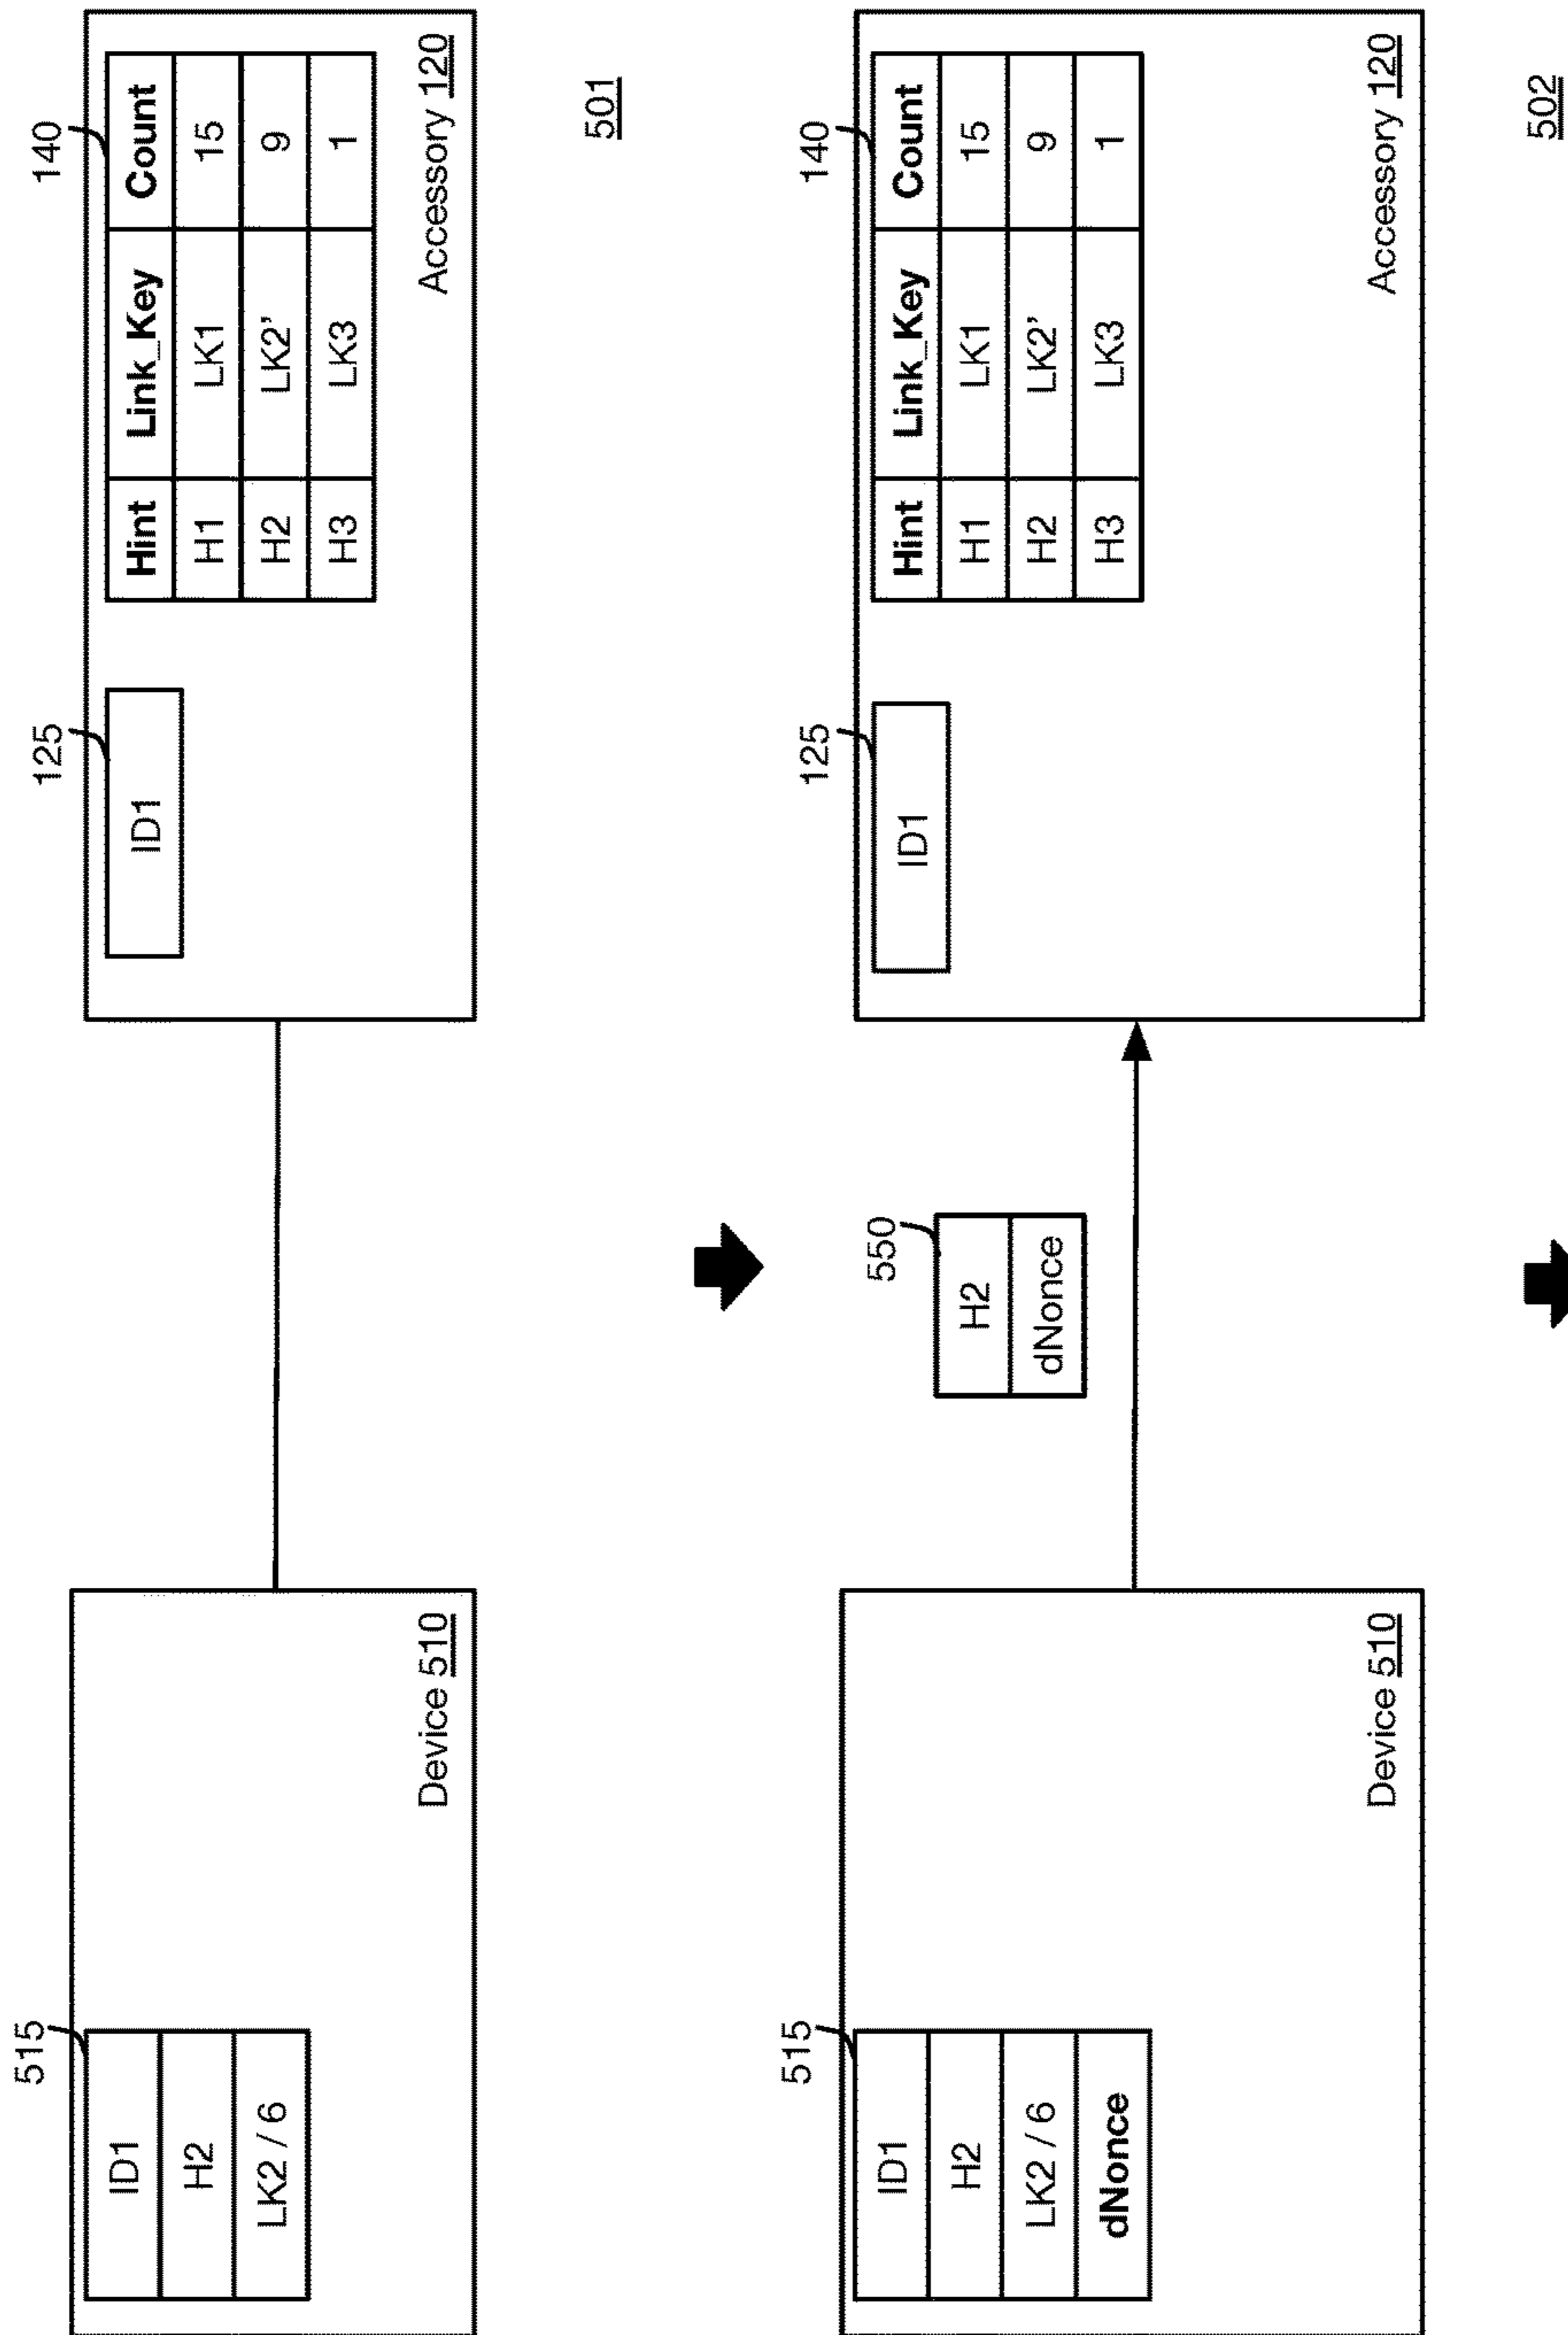 515
ID1
H2
LK2 / 6
Device 510
125
ID1
140
Hint Link_Key Count
H1 LK1 15
H2 LK2’ 9
H3 LK3 1
Accessory 120
501
515
ID1
H2
LK2 / 6
dNonce
Device 510
550
H2
dNonce
125
ID1
140
Hint Link_Key Count
H1 LK1 15
H2 LK2’ 9
H3 LK3 1
Accessory 120
502